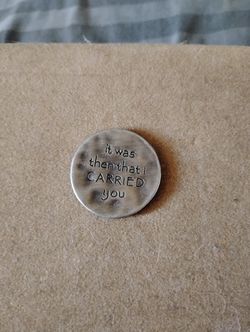 it was
then that i
CARRIED
you